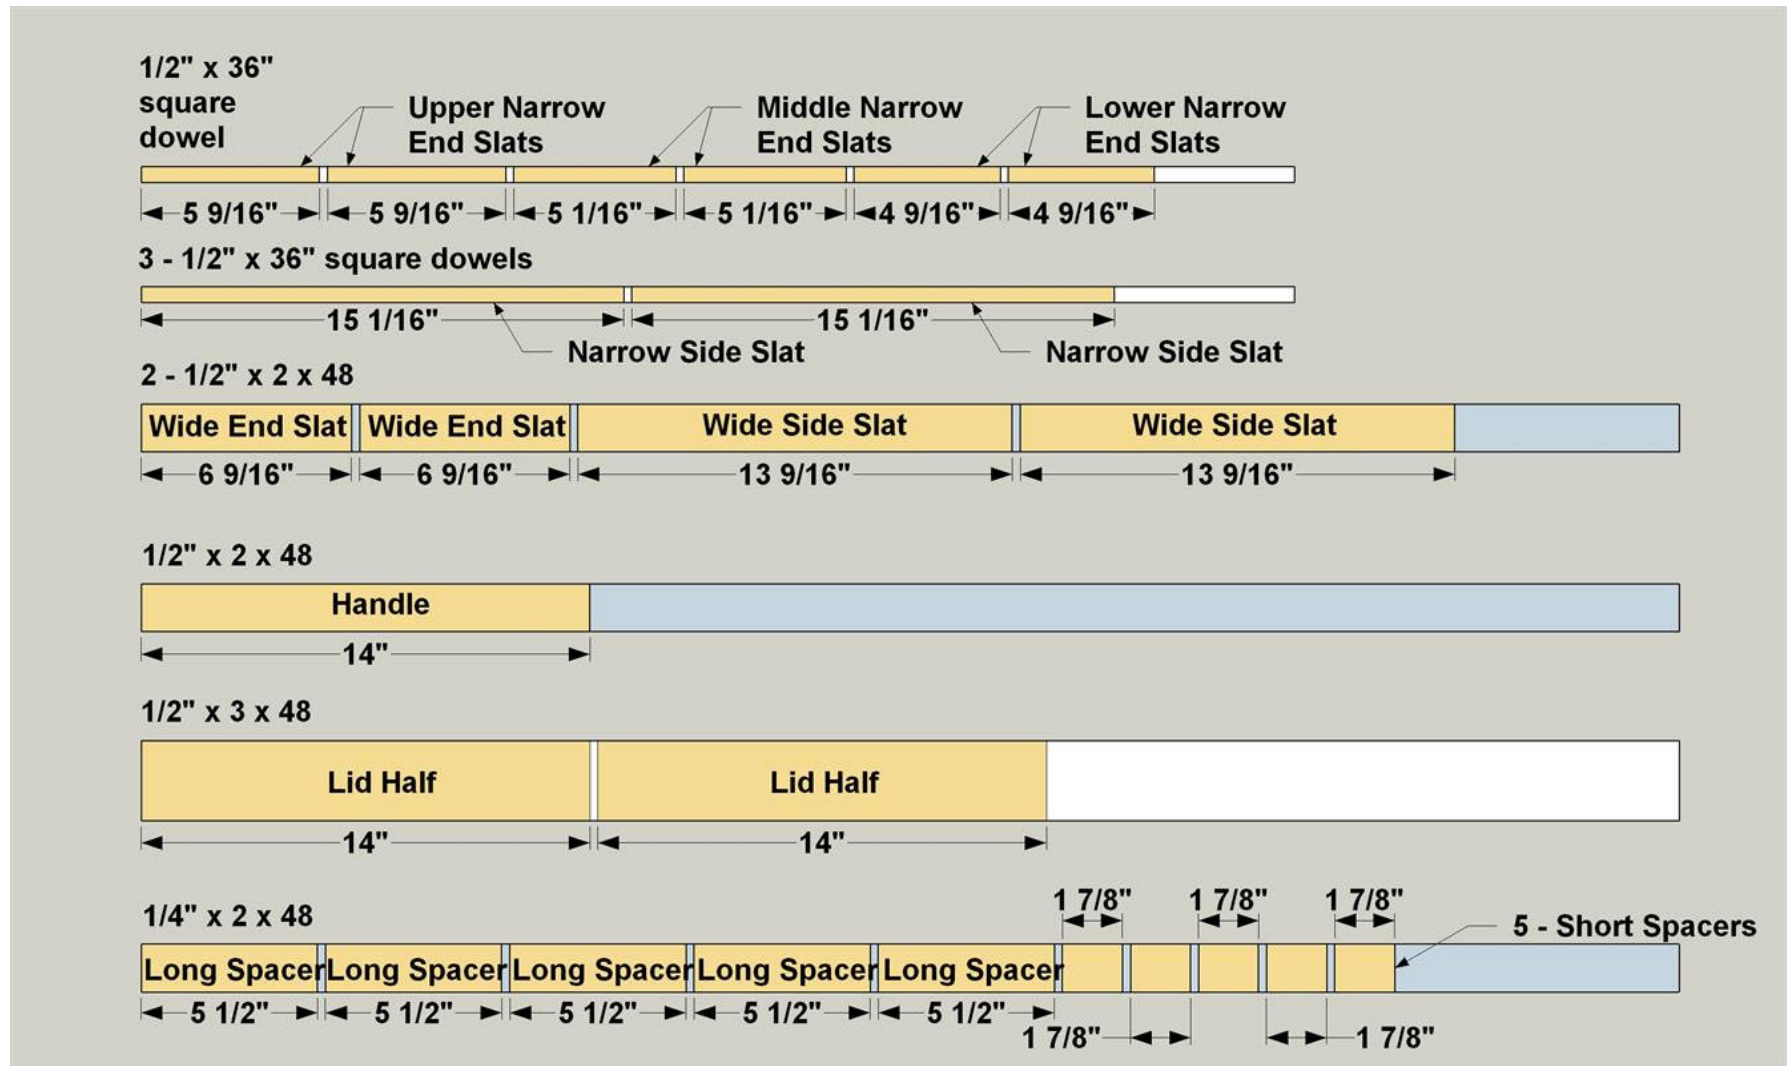 1/2" x 36"
square
dowel
Upper Narrow
End Slats
Middle Narrow
End Slats
Lower Narrow
End Slats
5 9/16"
5 9/16"
5 1/16"
5 1/16"
4 9/16"
4 9/16"
3 - 1/2" x 36" square dowels
15 1/16"
15 1/16"
Narrow Side Slat
Narrow Side Slat
2 - 1/2" x 2 x 48
Wide End Slat
Wide End Slat
Wide Side Slat
Wide Side Slat
6 9/16"
6 9/16"
13 9/16"
13 9/16"
1/2" x 2 x 48
Handle
14"
1/2" x 3 x 48
Lid Half
Lid Half
14"
14"
1/4" x 2 x 48
1 7/8"
1 7/8"
1 7/8"
5 - Short Spacers
Long Spacer
Long Spacer
Long Spacer
Long Spacer
Long Spacer
5 1/2"
5 1/2"
5 1/2"
5 1/2"
5 1/2"
1 7/8"
1 7/8"